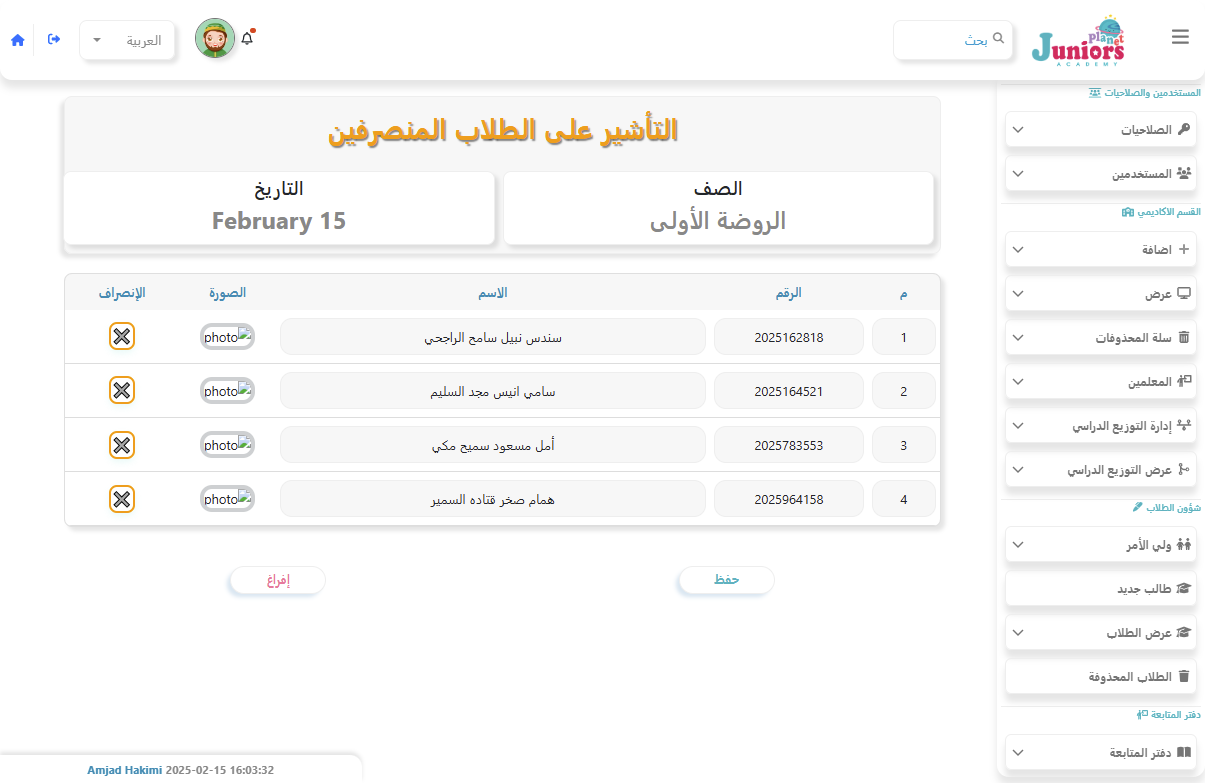 Juniors
planet
ACADEMY
بحث
العربية
المستخدمين والصلاحيات
الصلاحيات
المستخدمين
القسم الاكاديمي
اضافة
عرض
سلة المحذوفات
المعلمين
إدارة التوزيع الدراسي
عرض التوزيع الدراسي
شؤون الطلاب
ولي الأمر
طالب جديد
عرض الطلاب
الطلاب المحذوفة
دفتر المتابعة
دفتر المتابعة
التأشير على الطلاب المنصرفين
الصف
الروضة الأولى
التاريخ
February 15
م الرقم الاسم الصورة الإنصراف
1 2025162818 سندس نبيل سامح الراجحي photo
2 2025164521 سامي انيس مجد السليم photo
3 2025783553 أمل مسعود سميح مكي photo
4 2025964158 همام صخر قتاده السمير photo
حفظ
إفراغ
Amjad Hakimi 2025-02-15 16:03:32